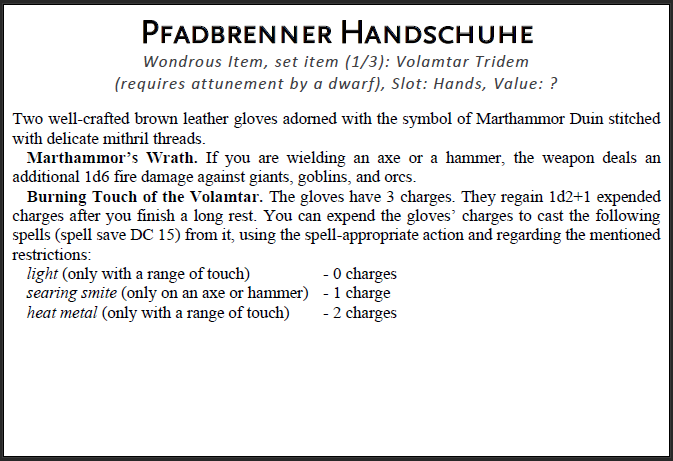 Pfadbrenner Handschuhe
Wondrous Item, set item (1/3): Volamtar Tridem
(requires attunement by a dwarf), Slot: Hands, Value: ?
Two well-crafted brown leather gloves adorned with the symbol of Marthammor Duin stitched
with delicate mithril threads.
Marthammor’s Wrath. If you are wielding an axe or a hammer, the weapon deals an
additional 1d6 fire damage against giants, goblins, and orcs.
Burning Touch of the Volamtar. The gloves have 3 charges. They regain 1d2+1 expended
charges after you finish a long rest. You can expend the gloves’ charges to cast the following
spells (spell save DC 15) from it, using the spell-appropriate action and regarding the mentioned
restrictions:
light (only with a range of touch) - 0 charges
searing smite (only on an axe or hammer) - 1 charge
heat metal (only with a range of touch) - 2 charges